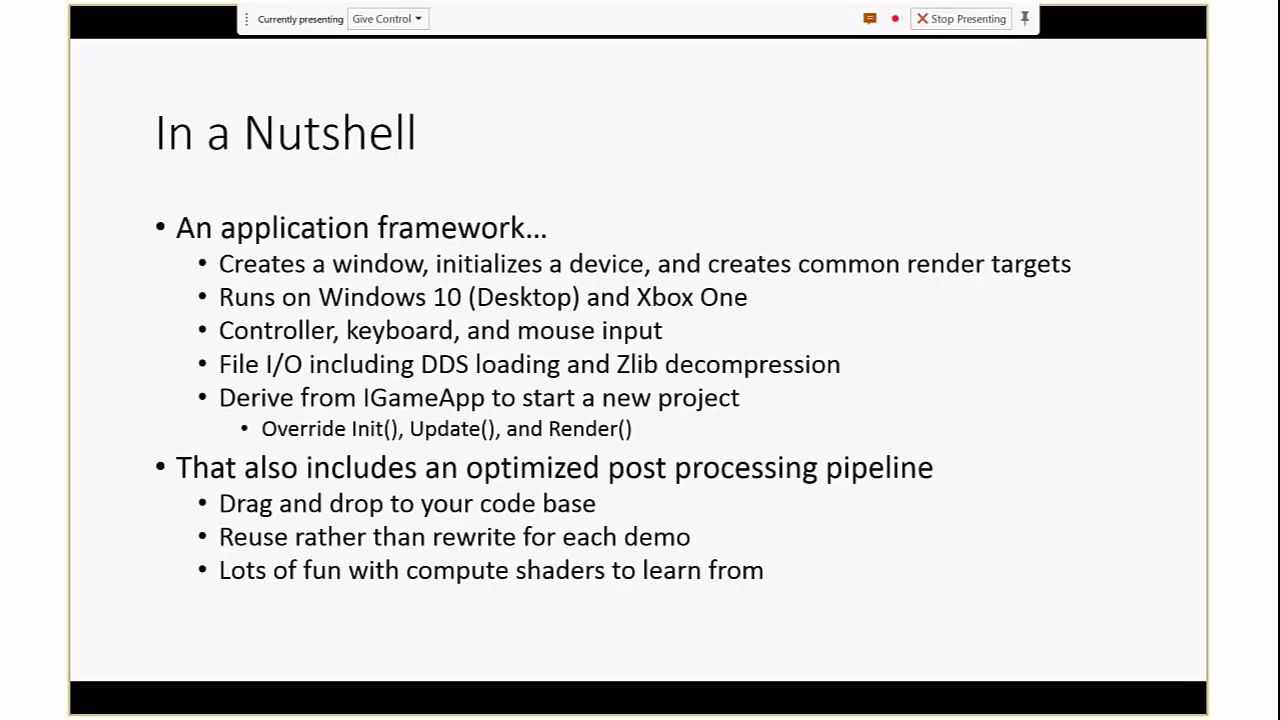 Currently presenting Give Control Stop Presenting
In a Nutshell
• An application framework…
• Creates a window, initializes a device, and creates common render targets
• Runs on Windows 10 (Desktop) and Xbox One
• Controller, keyboard, and mouse input
• File I/O including DDS loading and Zlib decompression
• Derive from IGameApp to start a new project
• Override Init(), Update(), and Render()
• That also includes an optimized post processing pipeline
• Drag and drop to your code base
• Reuse rather than rewrite for each demo
• Lots of fun with compute shaders to learn from